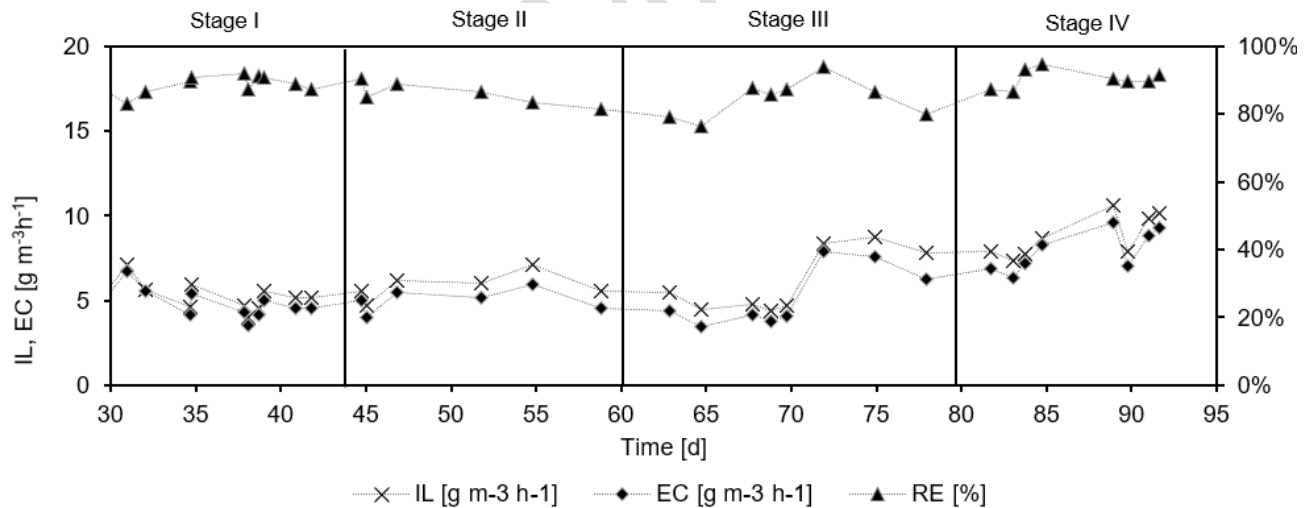 Stage I Stage II Stage III Stage IV
20 100%
15 80%
60%
10
40%
5
20%
0 0%
IL, EC [g m-³h-¹]
30 35 40 45 50 55 60 65 70 75 80 85 90 95
Time [d]
IL [g m-3 h-1] EC [g m-3 h-1] RE [%]